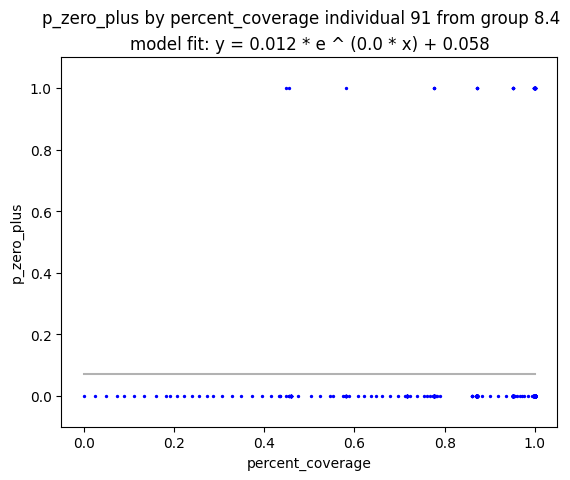 p_zero_plus by percent_coverage individual 91 from group 8.4
model fit: y = 0.012 * e ^ (0.0 * x) + 0.058
1.0
0.8
0.6
0.4
0.2
0.0
p_zero_plus
0.0 0.2 0.4 0.6 0.8 1.0
percent_coverage